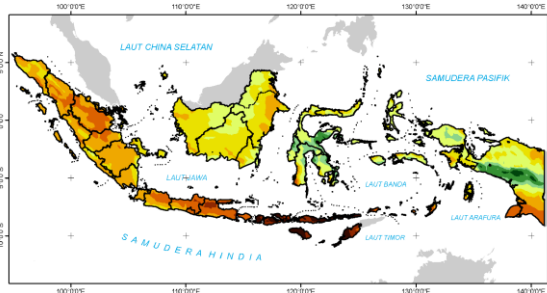 100°0'0"E 110°0'0"E 120°0'0"E 130°0'0"E 140°0'0"E
LAUT CHINA SELATAN
SAMUDERA PASIFIK
LAUT JAWA
LAUT BANDA
LAUT ARAFURA
SAMUDERA HINDIA
LAUT TIMOR
100°0'0"E 110°0'0"E 120°0'0"E 130°0'0"E 140°0'0"E